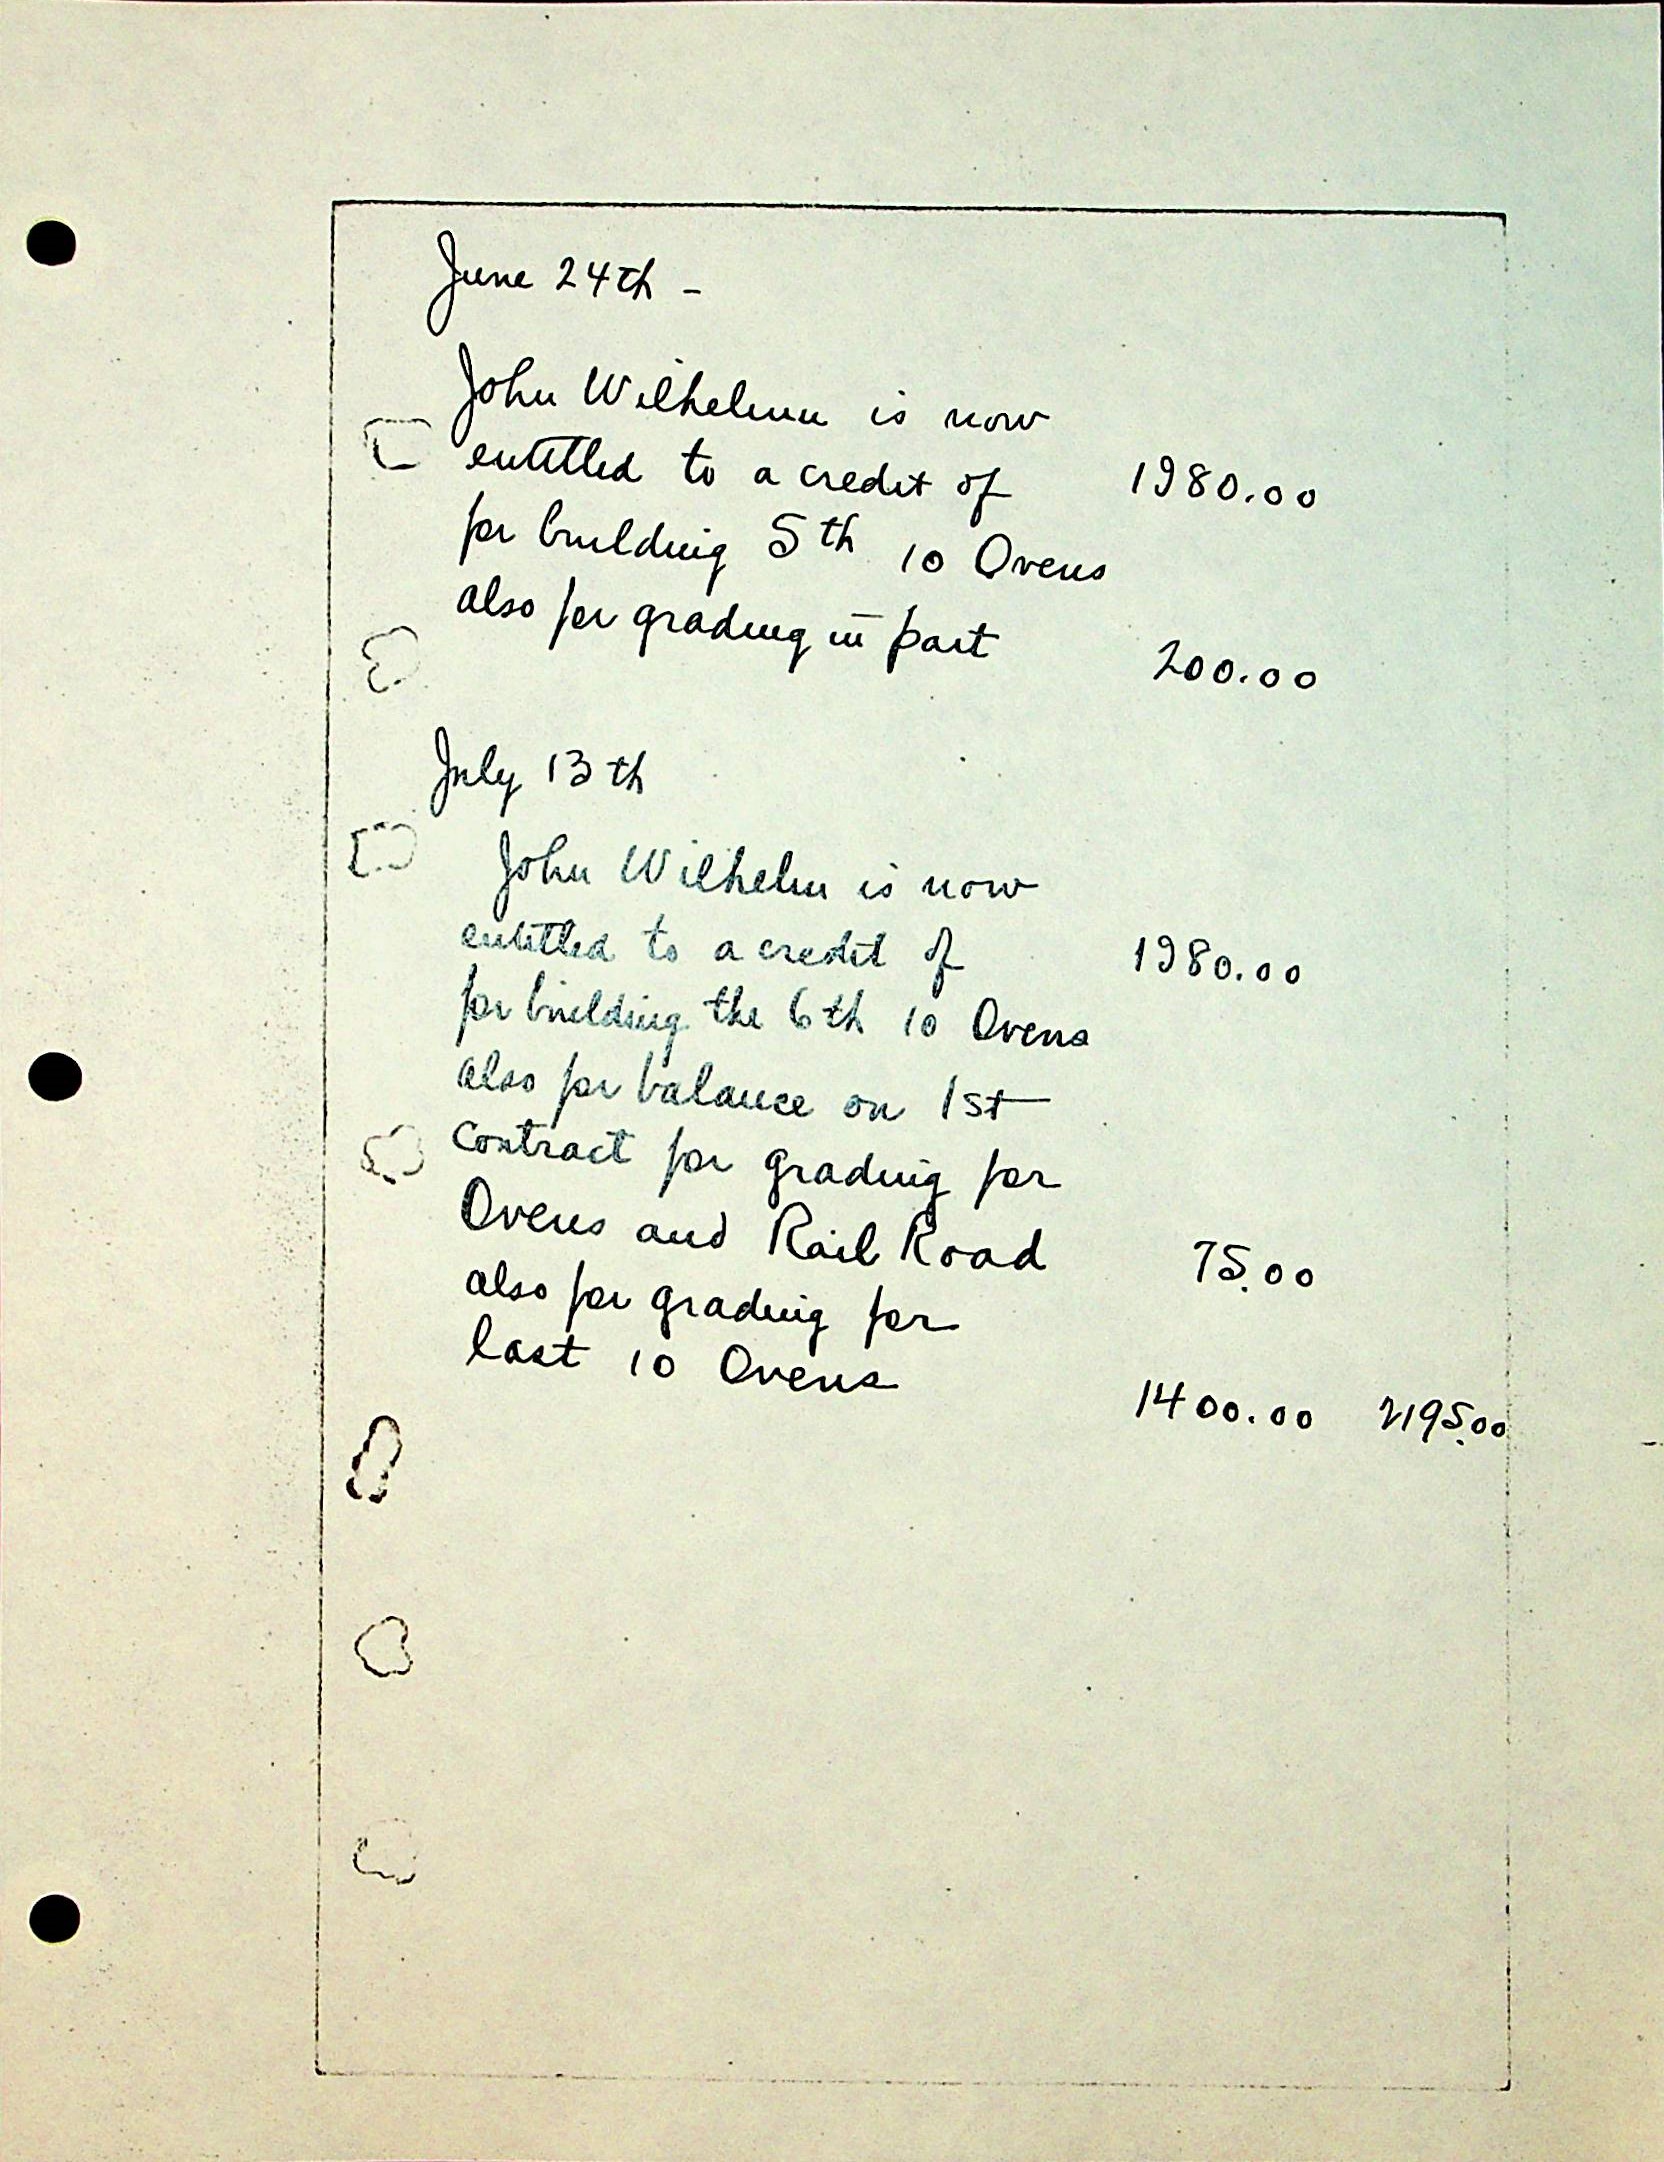 June 24th -
John Wilhelm is now
entitled to a credit of 1980.00
for building 5th 10 Ovens
also for grading in part
200.00
July 13th
John Wilhelm is now
entitled to a credit of 1980.00
for building the 6th 10 Ovens
also for balance on 1st
Contract for grading for
Ovens and Rail Road 75.00
also for grading for
last 10 Ovens
1400.00 2195.00